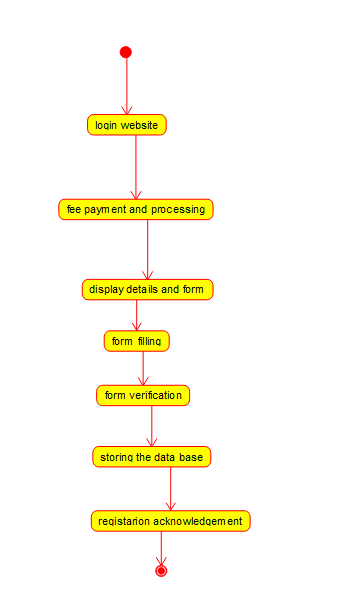 login website
fee payment and processing
display details and form
form filling
form verification
storing the data base
registarion acknowledgement